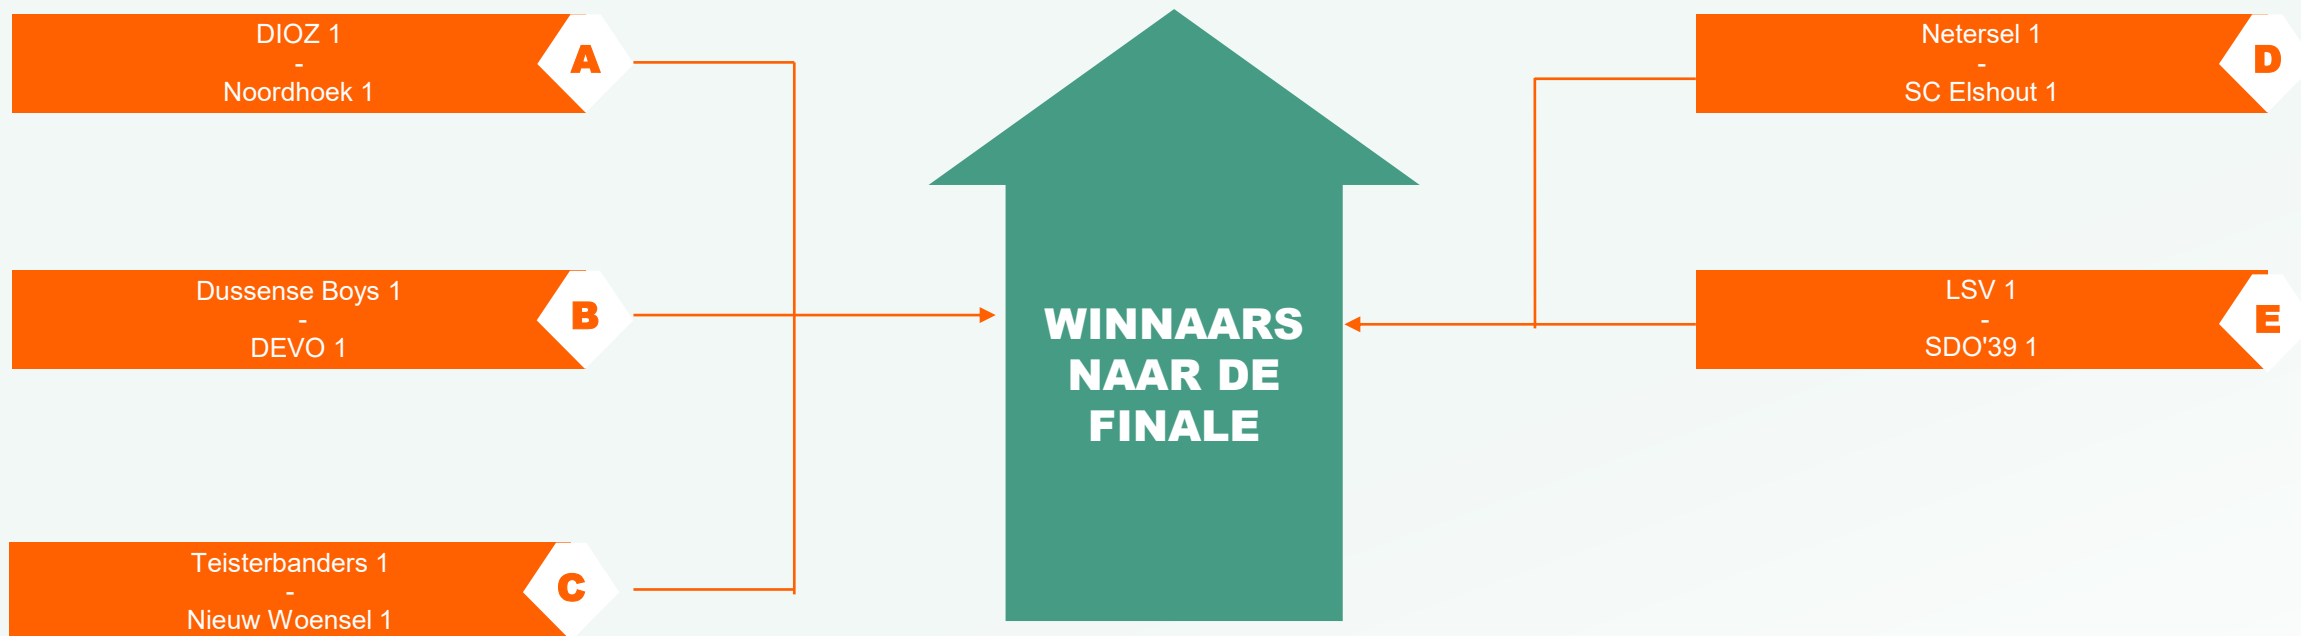 DIOZ 1
-
Noordhoek 1
A
Dussense Boys 1
-
DEVO 1
B
Teisterbanders 1
-
Nieuw Woensel 1
C
WINNAARS
NAAR DE
FINALE
Netersel 1
-
SC Elshout 1
D
LSV 1
-
SDO'39 1
E